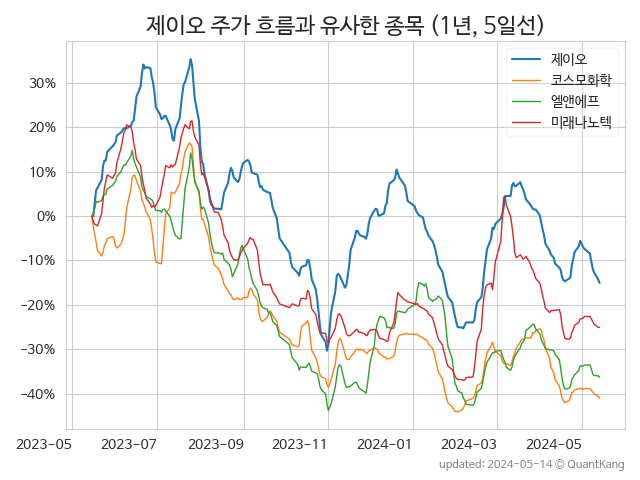 제이오 주가 흐름과 유사한 종목 (1년, 5일선)
제이오
코스모화학
엘앤에프
미래나노텍
30%
20%
10%
0%
−10%
−20%
−30%
−40%
2023-05
2023-07
2023-09
2023-11
2024-01
2024-03
2024-05
updated: 2024-05-14 © QuantKang